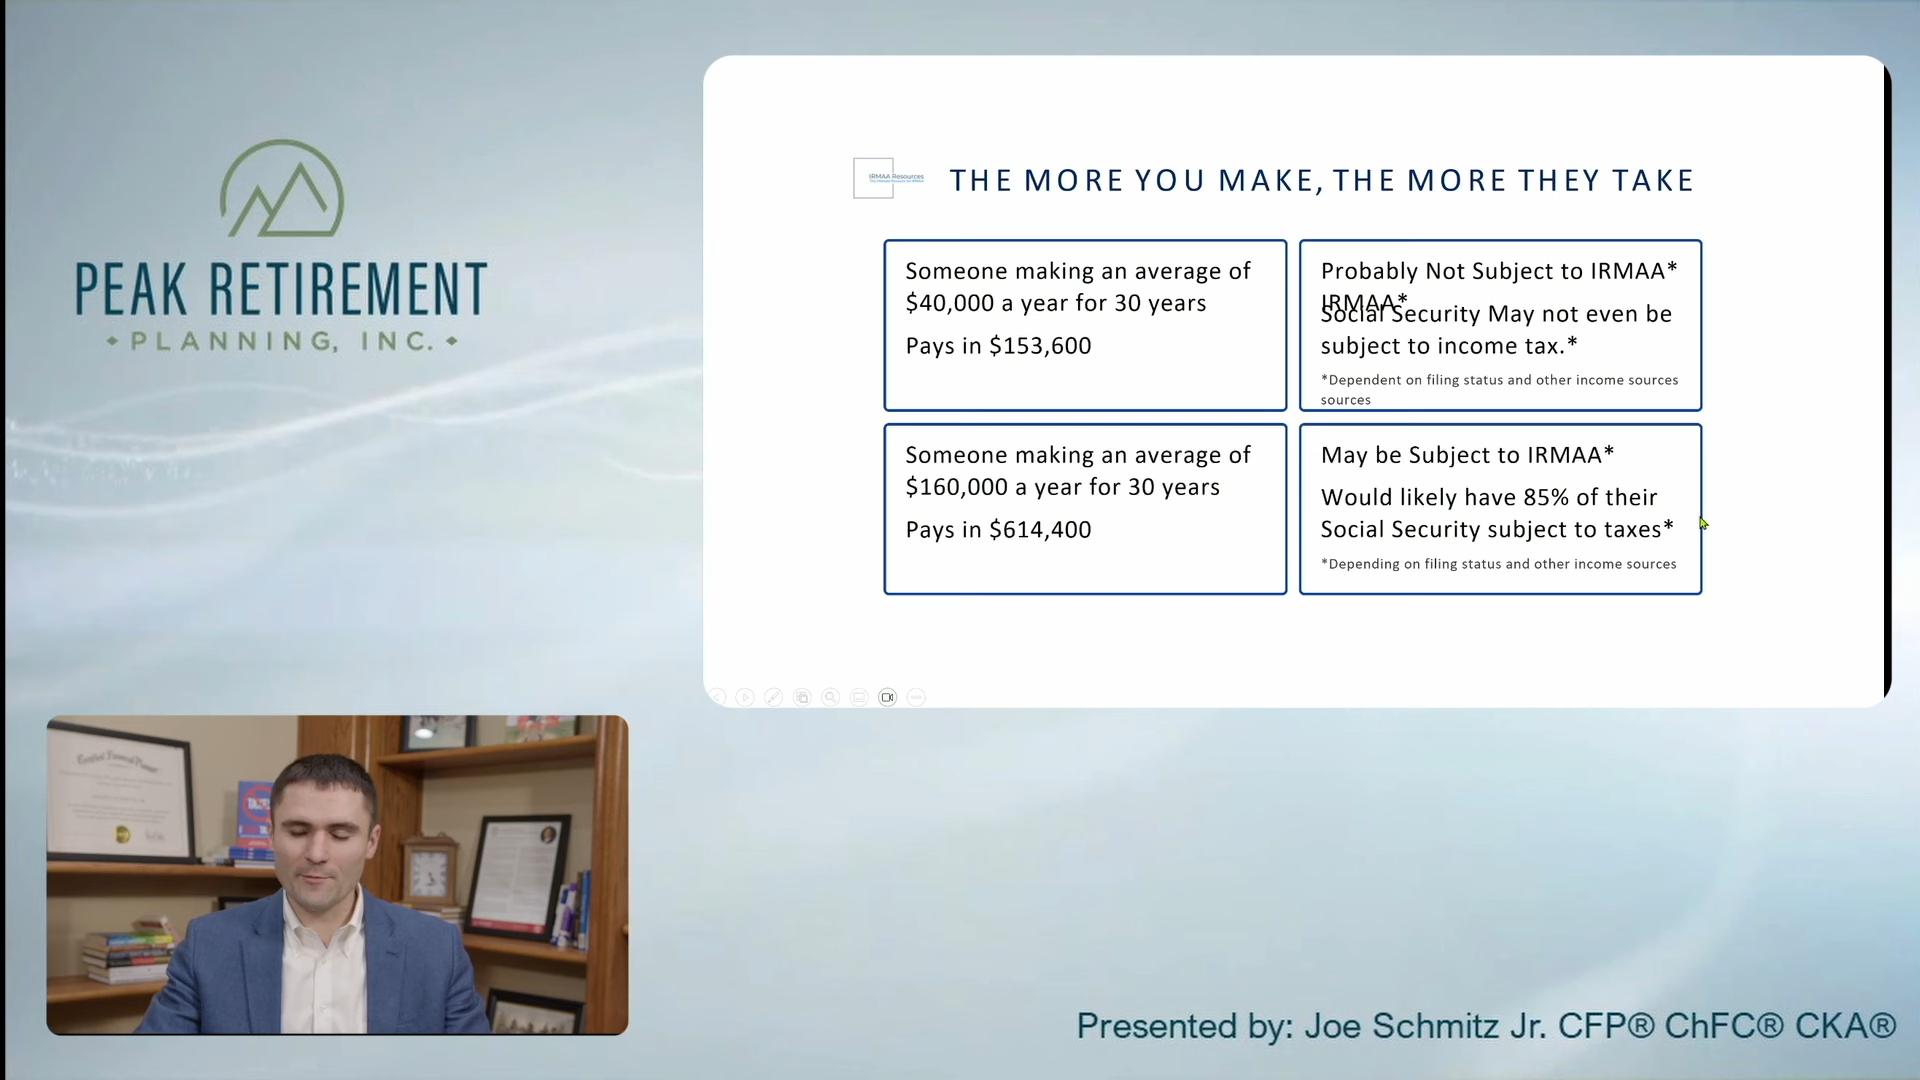 PEAK RETIREMENT
PLANNING, INC.
IRMAA Resources
THE MORE YOU MAKE, THE MORE THEY TAKE
Someone making an average of
$40,000 a year for 30 years
Pays in $153,600
Probably Not Subject to IRMAA*
IRMAA*
Social Security May not even be
subject to income tax.*
*Dependent on filing status and other income sources
sources
Someone making an average of
$160,000 a year for 30 years
Pays in $614,400
May be Subject to IRMAA*
Would likely have 85% of their
Social Security subject to taxes*
*Depending on filing status and other income sources
Certified Financial Planner
Presented by: Joe Schmitz Jr. CFP® ChFC® CKA®